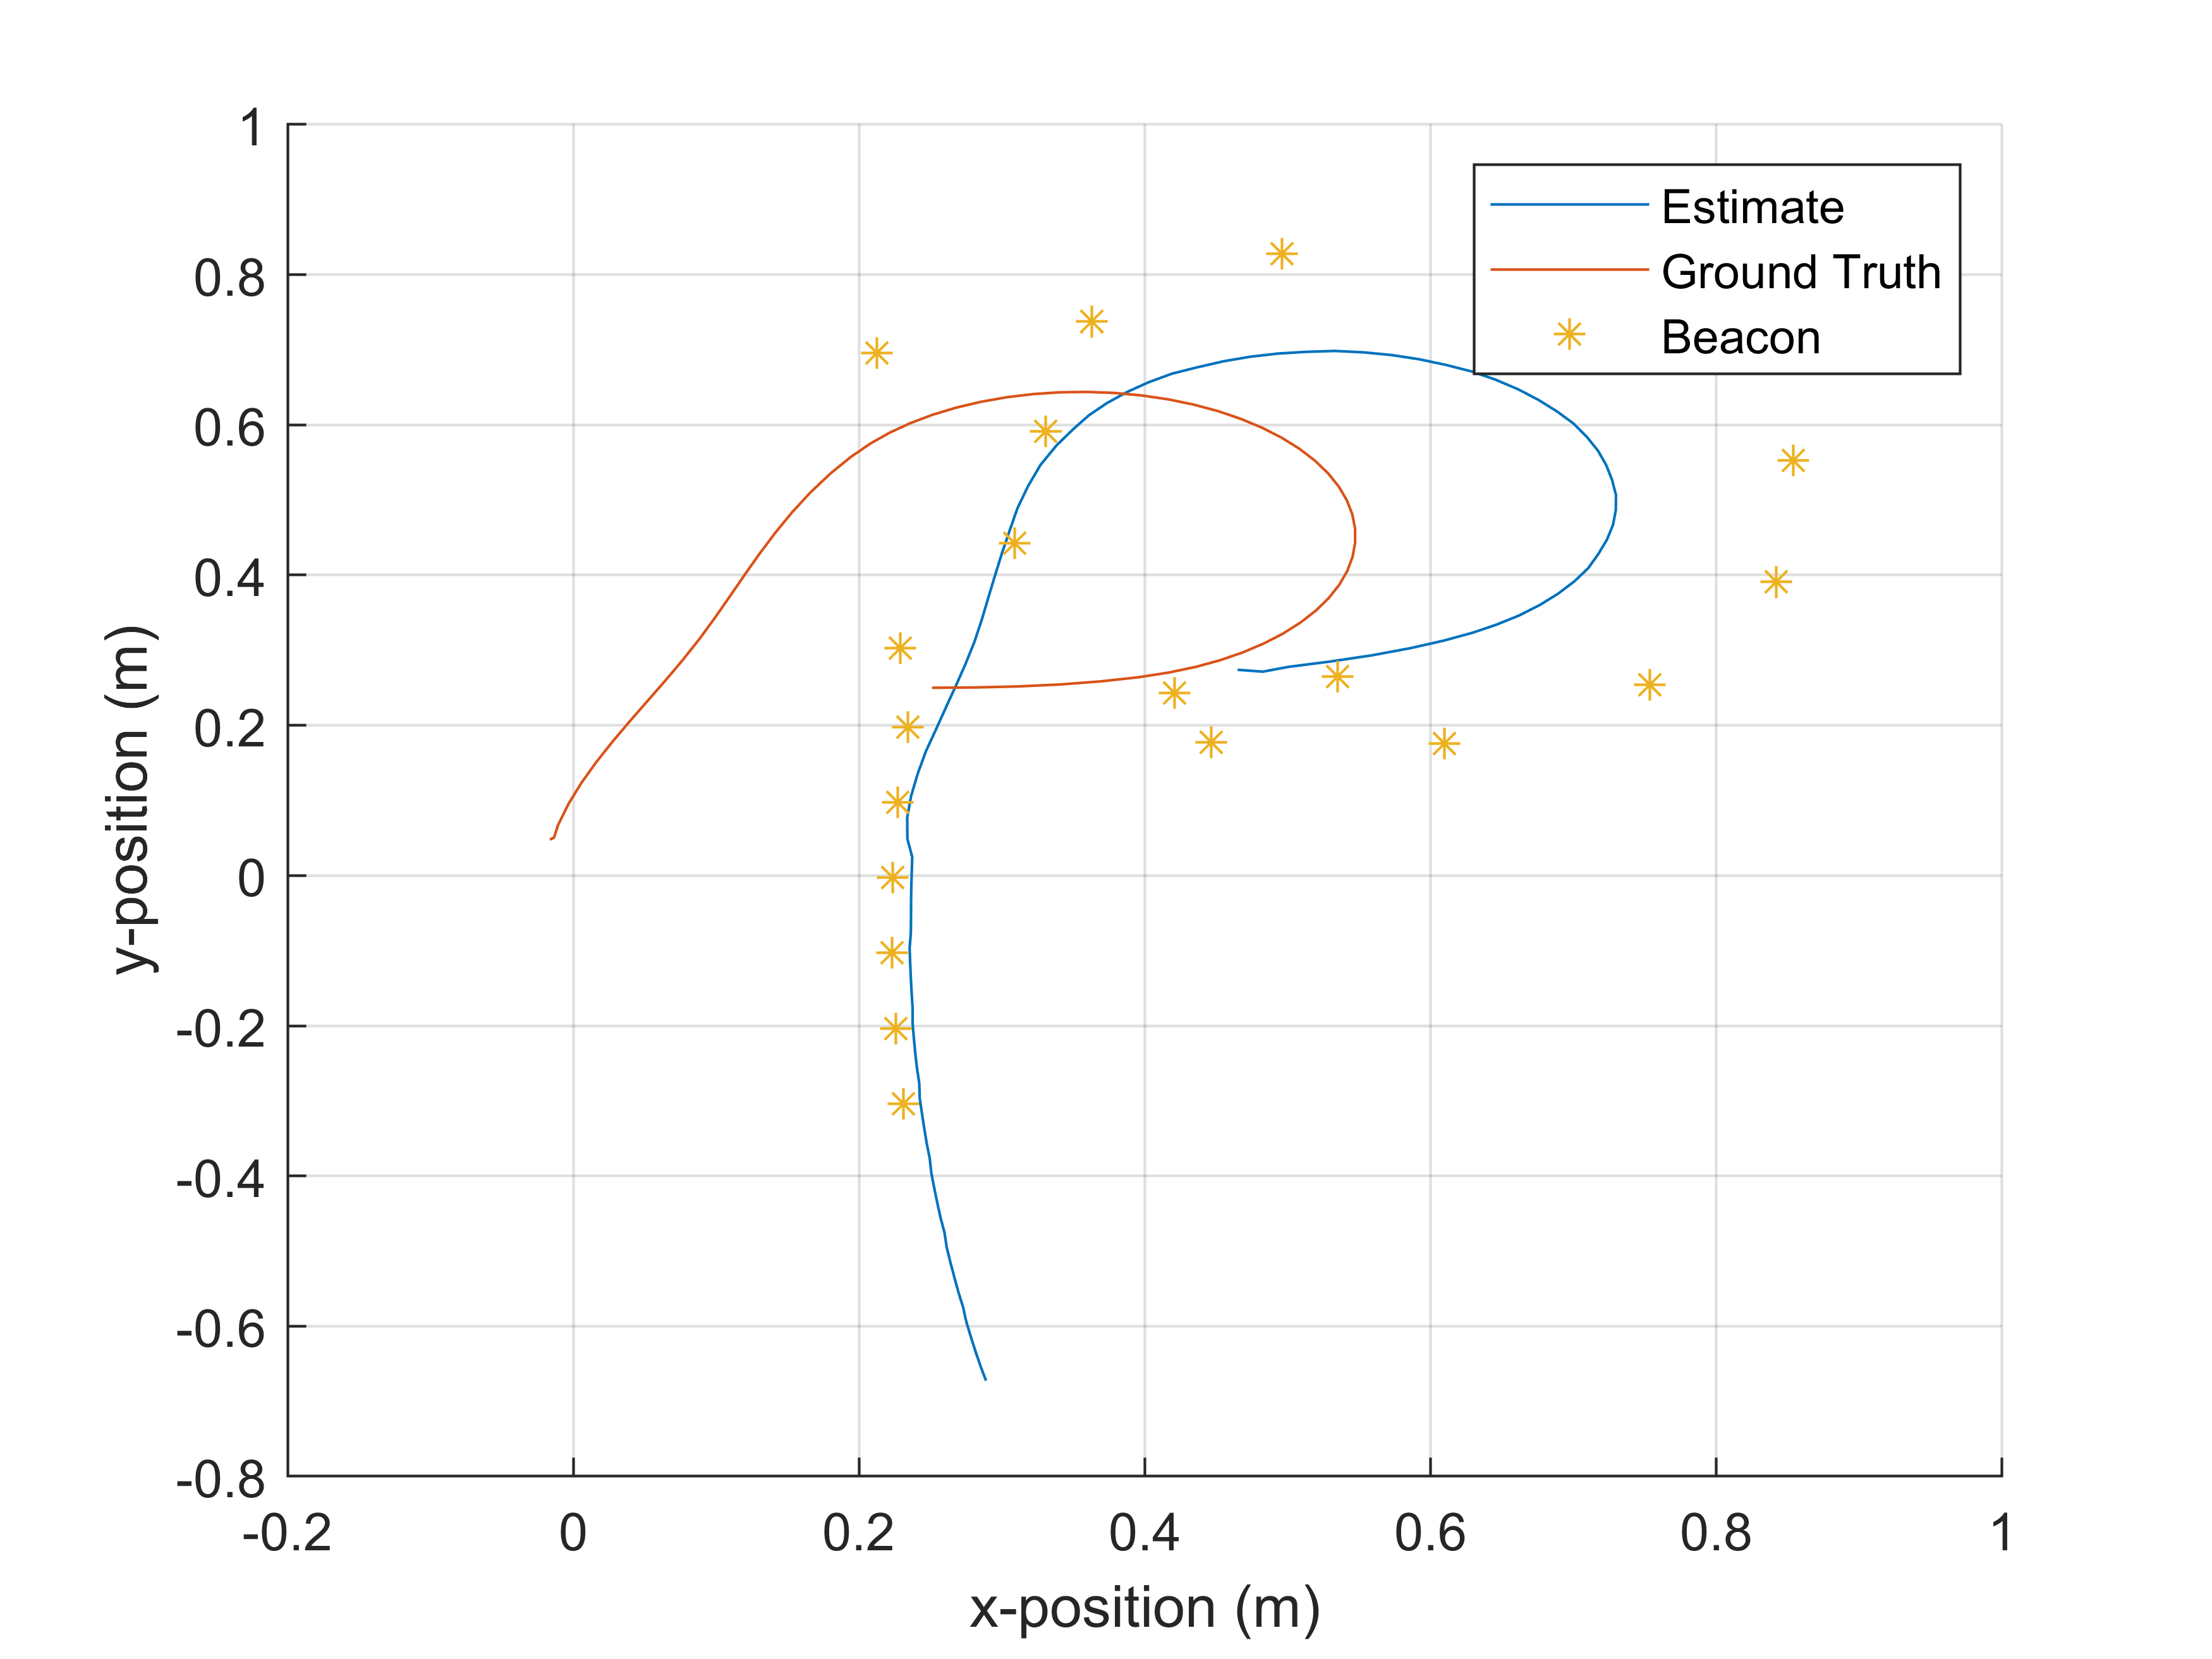 1
0.8
0.6
0.4
0.2
0
-0.2
-0.4
-0.6
-0.8
y-position (m)
Estimate
Ground Truth
Beacon
-0.2 0 0.2 0.4 0.6 0.8 1
x-position (m)